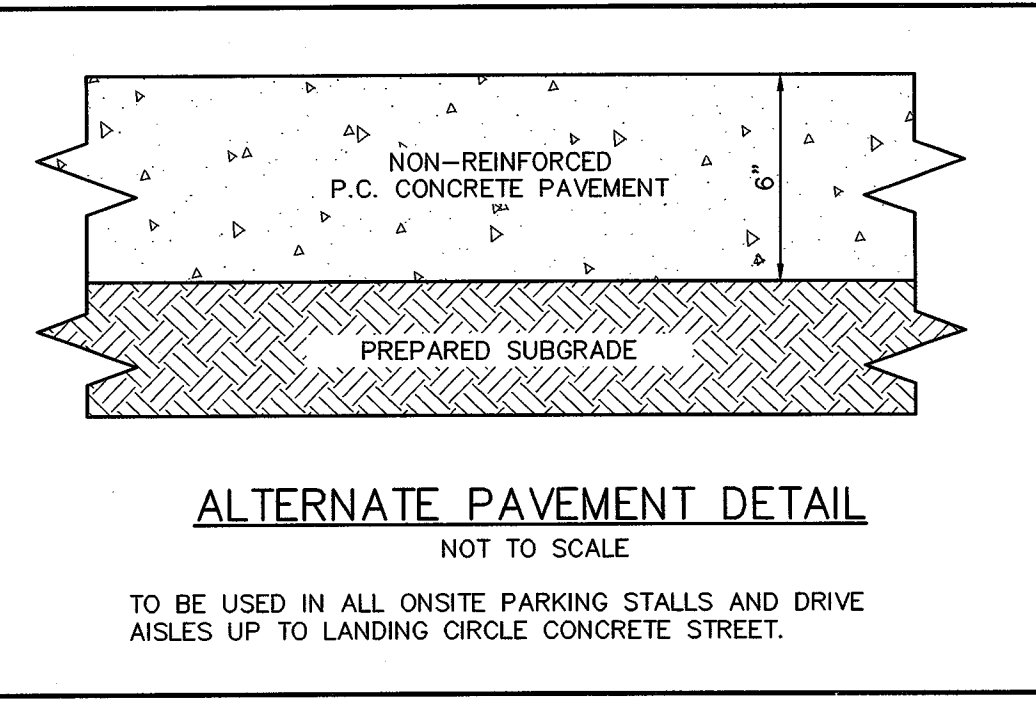 NON-REINFORCED
P.C. CONCRETE PAVEMENT
6"
PREPARED SUBGRADE
ALTERNATE PAVEMENT DETAIL
NOT TO SCALE
TO BE USED IN ALL ONSITE PARKING STALLS AND DRIVE
AISLES UP TO LANDING CIRCLE CONCRETE STREET.